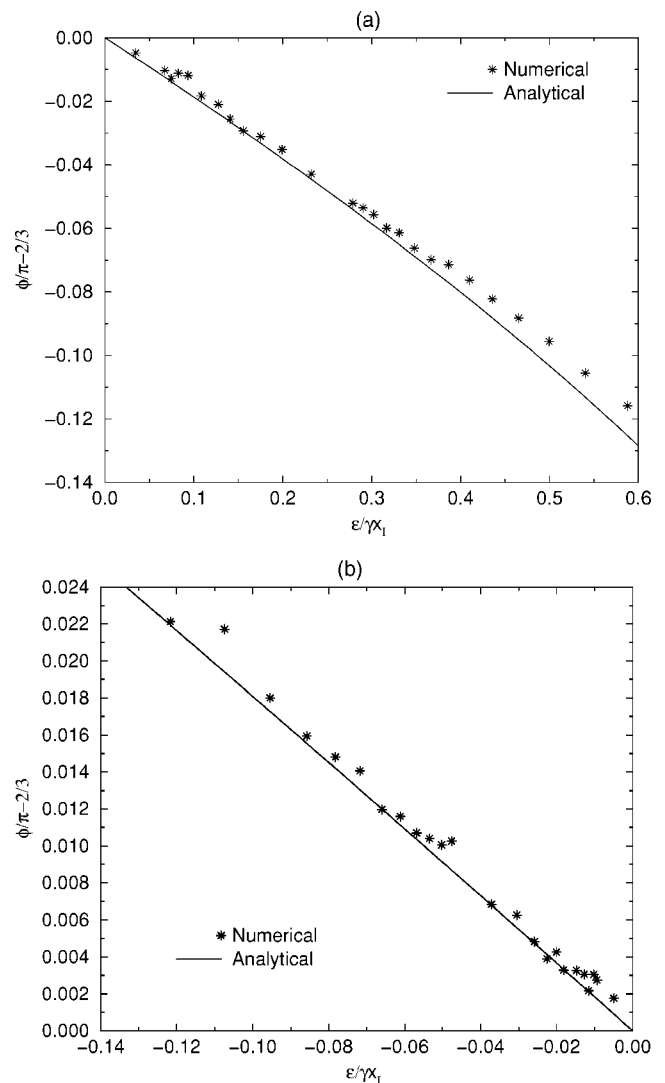 (a)
0.00
−0.02
−0.04
−0.06
−0.08
−0.10
−0.12
−0.14
ϕ/π−2/3
Numerical
Analytical
0.0 0.1 0.2 0.3 0.4 0.5 0.6
ε/γx_I
(b)
0.024
0.022
0.020
0.018
0.016
0.014
0.012
0.010
0.008
0.006
0.004
0.002
0.000
ϕ/π−2/3
Numerical
Analytical
−0.14 −0.12 −0.10 −0.08 −0.06 −0.04 −0.02 0.00
ε/γx_I